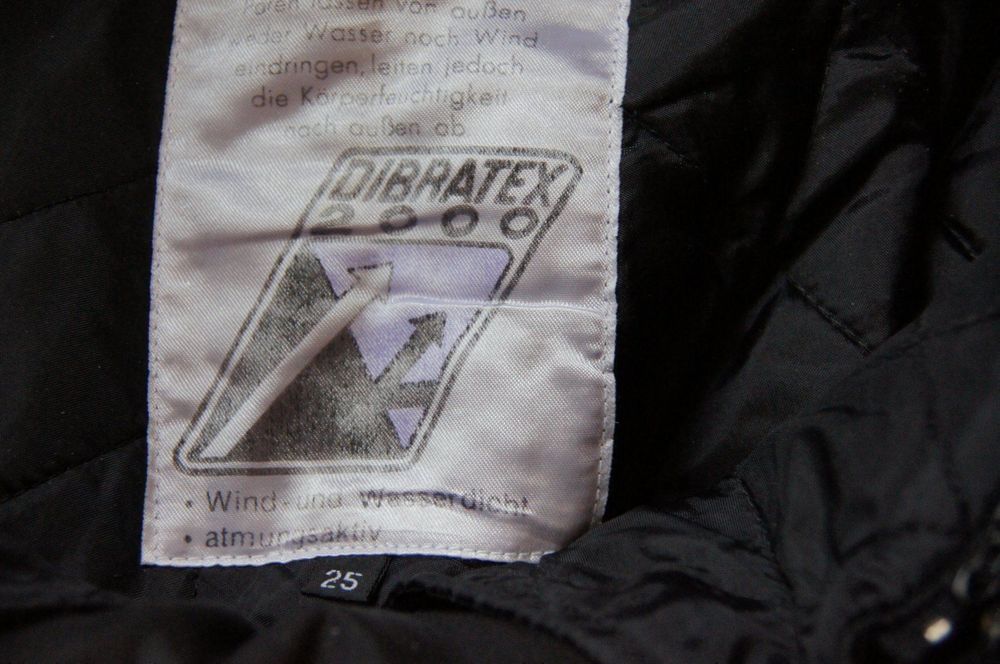 Poren lassen von außen
weder Wasser noch Wind
eindringen, leiten jedoch
die Körperfeuchtigkeit
nach außen ab
DIBRATEX
2000
• Wind- und Wasserdicht
• atmungsaktiv
25